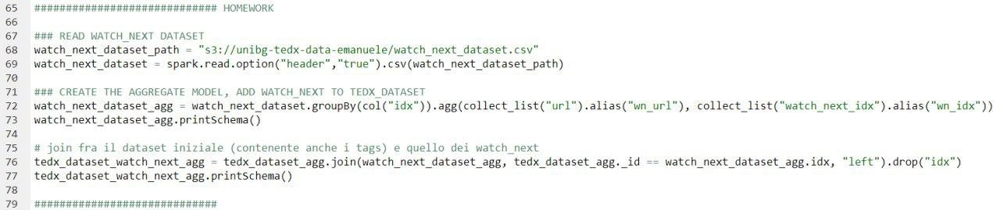 65 ############################# HOMEWORK
66
67 ### READ WATCH_NEXT DATASET
68 watch_next_dataset_path = "s3://unibg-tedx-data-emanuele/watch_next_dataset.csv"
69 watch_next_dataset = spark.read.option("header","true").csv(watch_next_dataset_path)
70
71 ### CREATE THE AGGREGATE MODEL, ADD WATCH_NEXT TO TEDX_DATASET
72 watch_next_dataset_agg = watch_next_dataset.groupBy(col("idx")).agg(collect_list("url").alias("wn_url"), collect_list("watch_next_idx").alias("wn_idx"))
73 watch_next_dataset_agg.printSchema()
74
75 # join fra il dataset iniziale (contenente anche i tags) e quello dei watch_next
76 tedx_dataset_watch_next_agg = tedx_dataset_agg.join(watch_next_dataset_agg, tedx_dataset_agg._id == watch_next_dataset_agg.idx, "left").drop("idx")
77 tedx_dataset_watch_next_agg.printSchema()
78
79 #############################